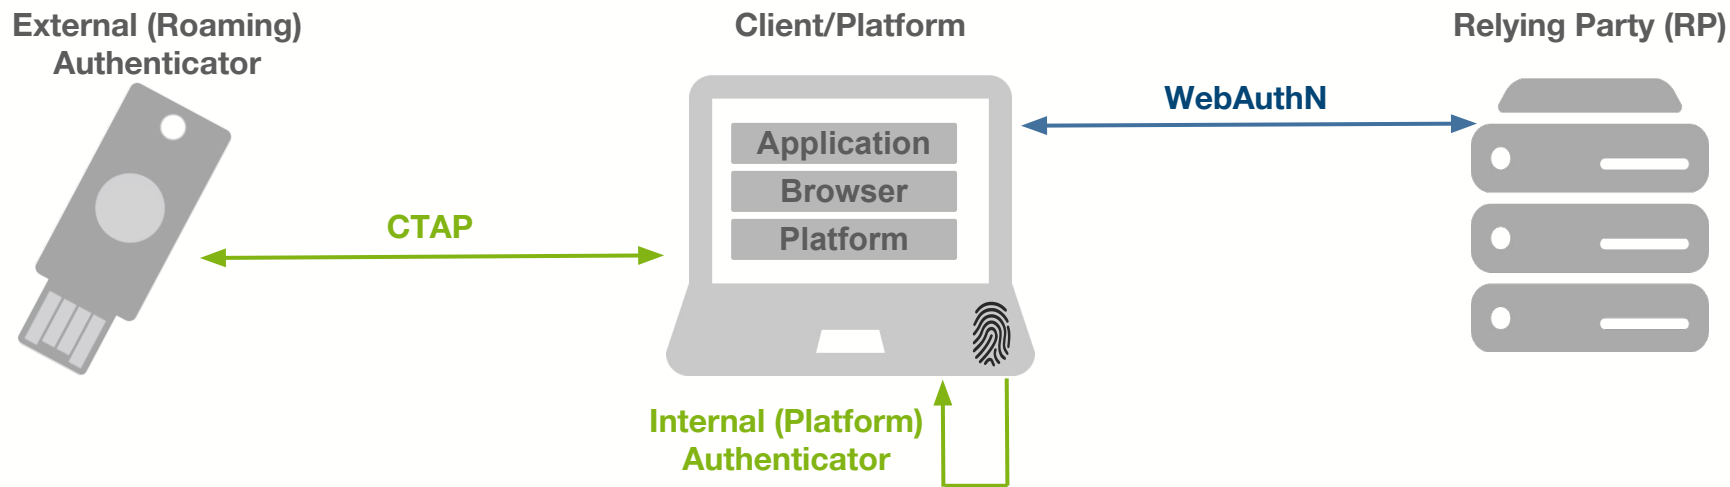 External (Roaming)
Authenticator
Client/Platform
Relying Party (RP)
WebAuthN
Application
Browser
Platform
CTAP
Internal (Platform)
Authenticator